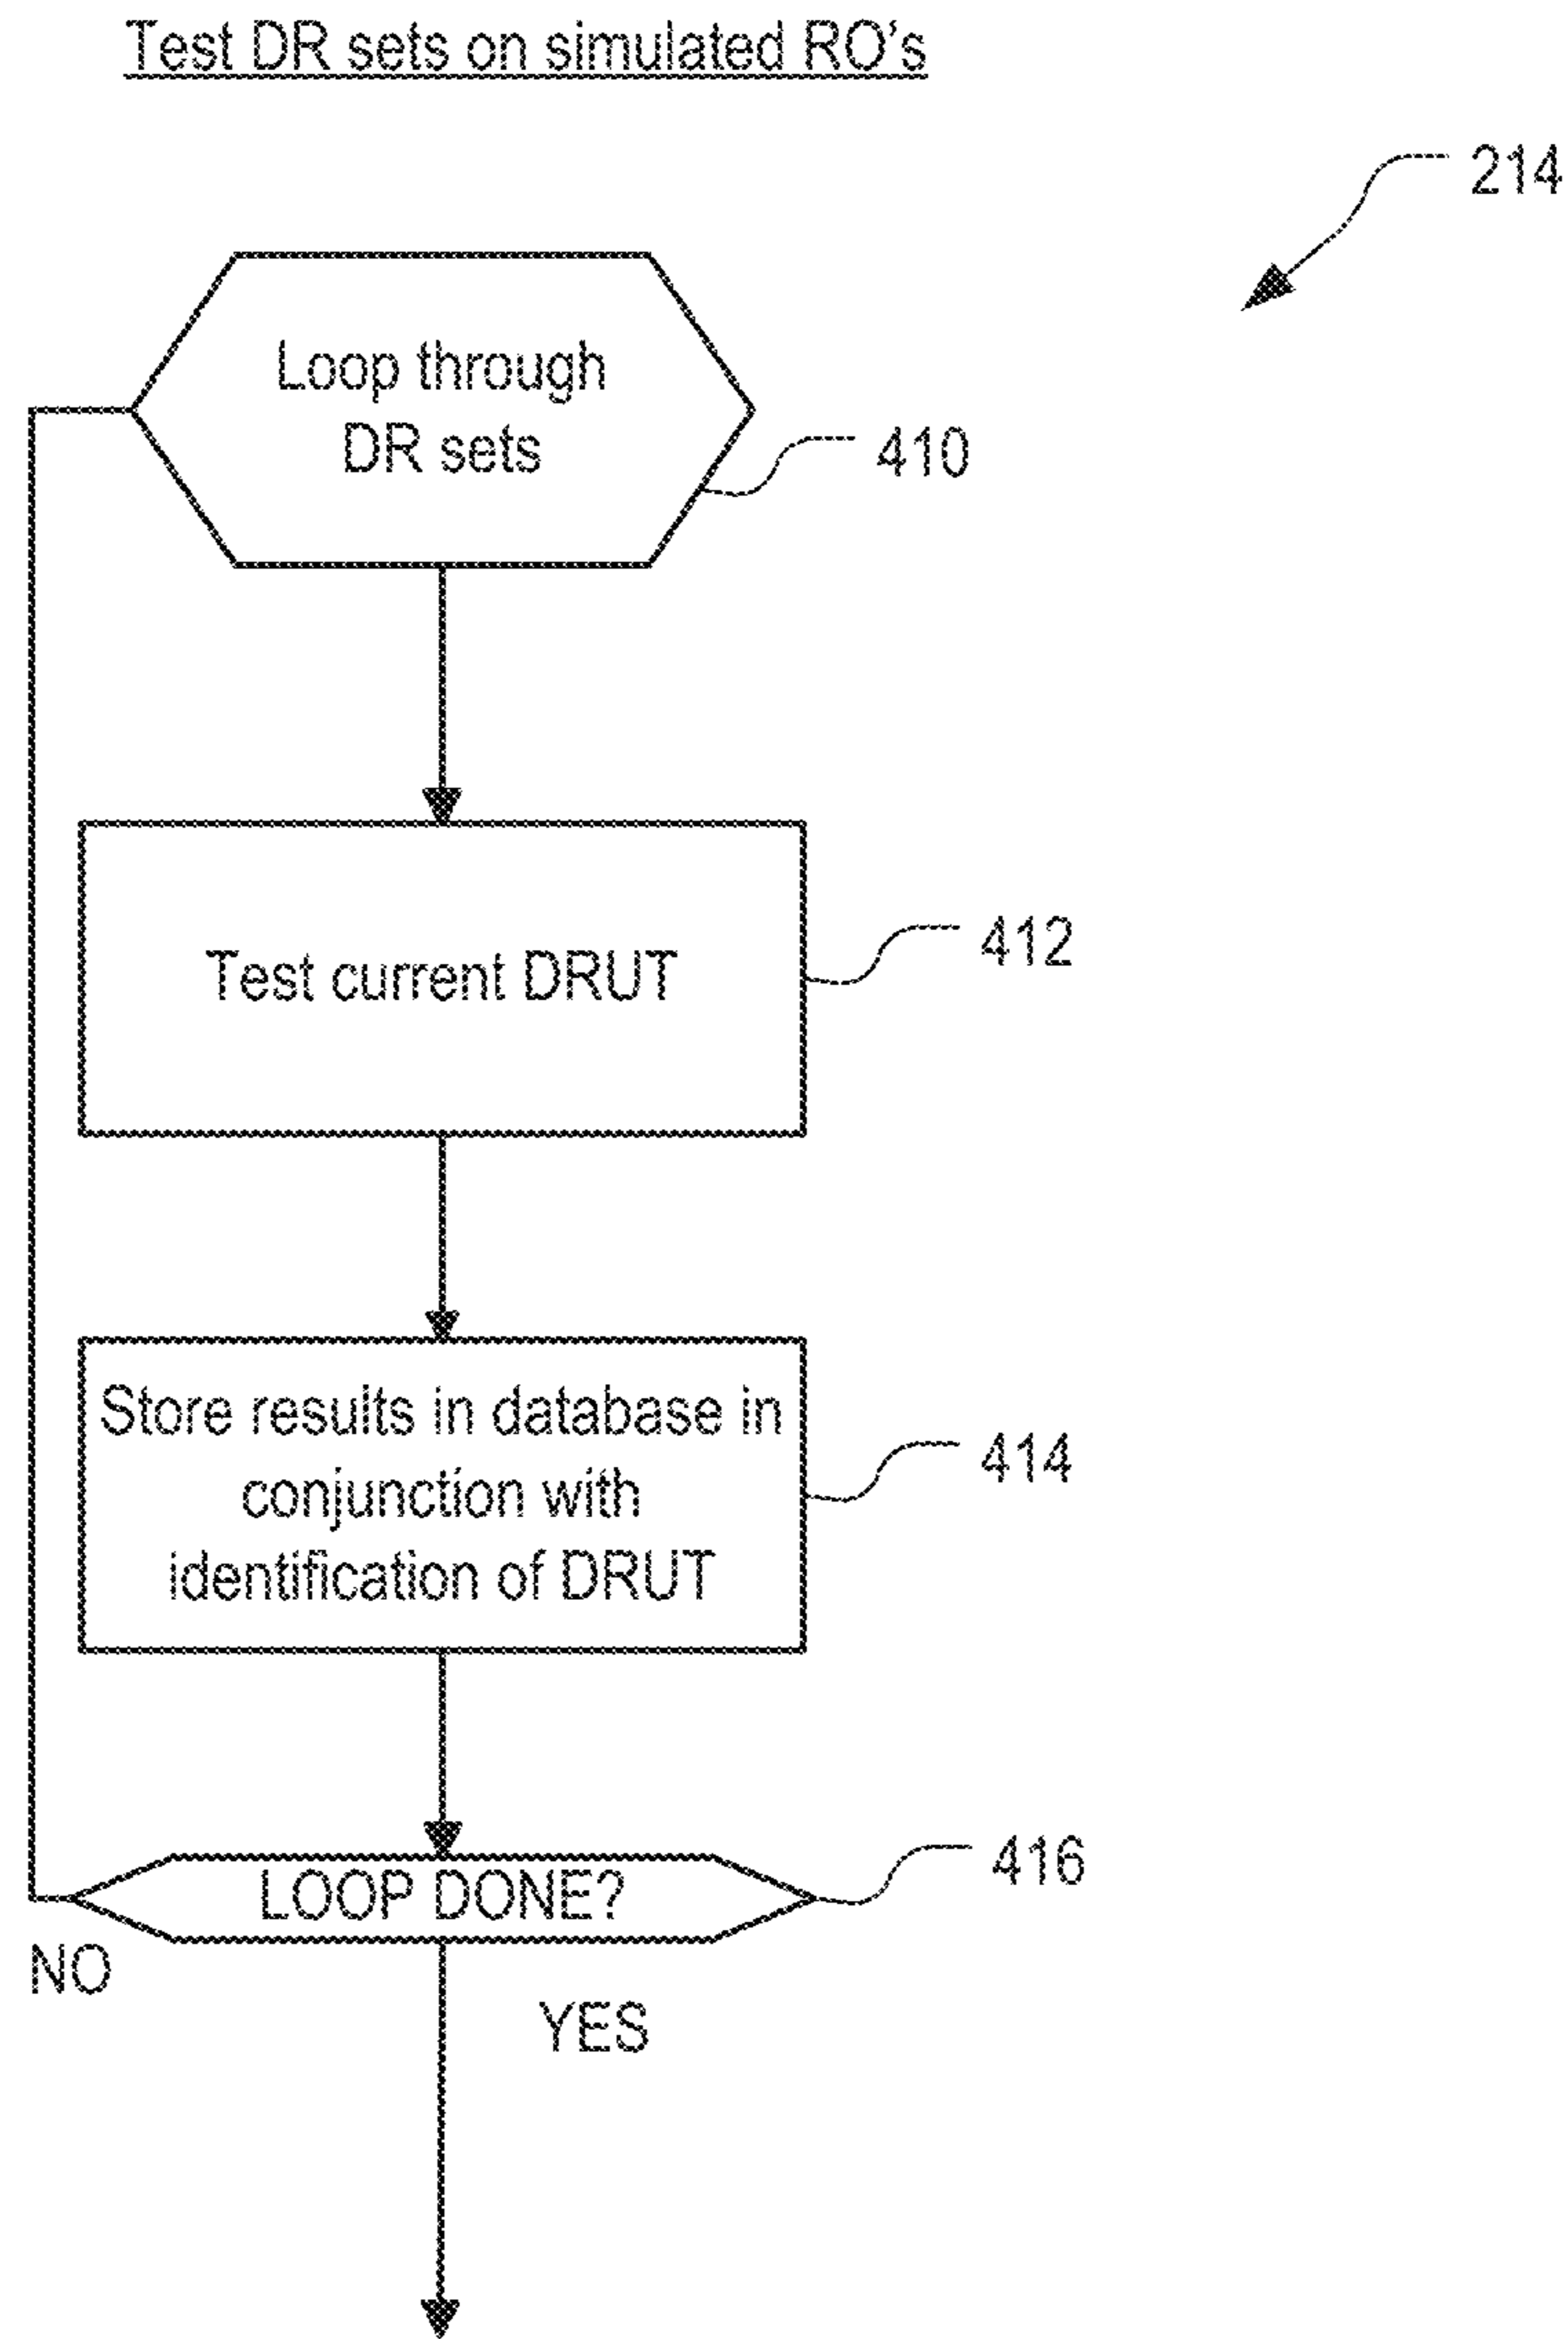 Test DR sets on simulated RO's
214
Loop through
DR sets
410
Test current DRUT
412
Store results in database in
conjunction with
identification of DRUT
414
LOOP DONE?
416
NO
YES